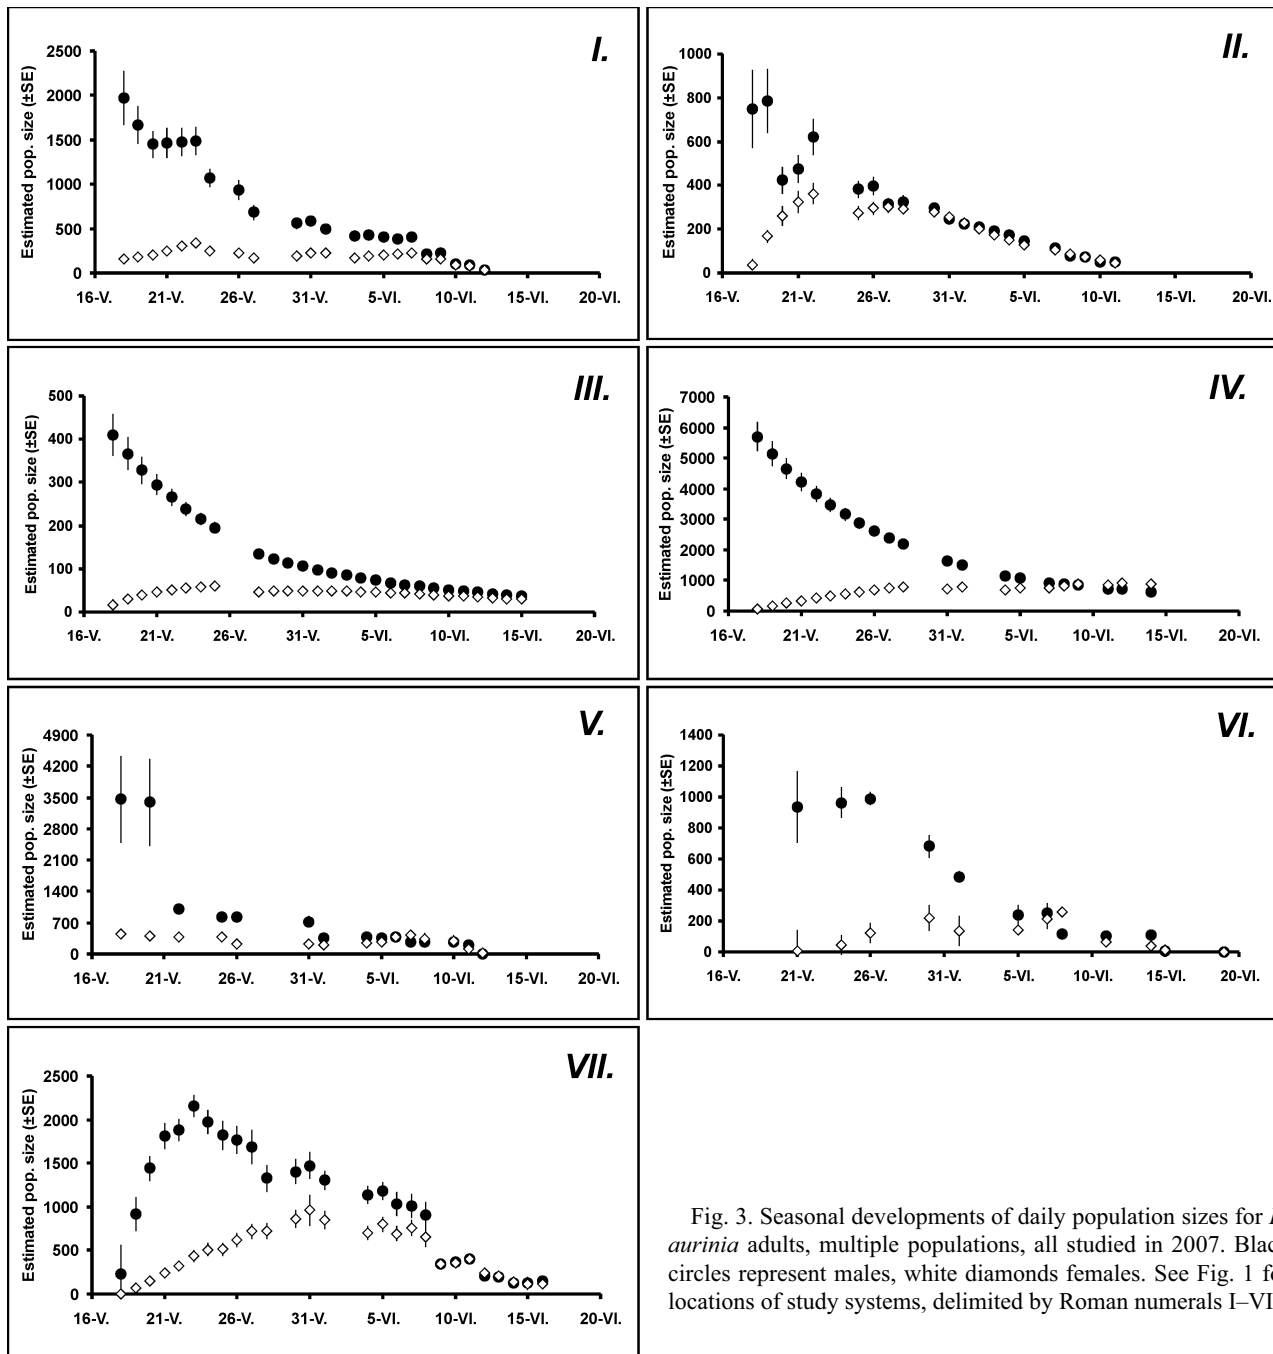 I.
Estimated pop. size (±SE)
2500
2000
1500
1000
500
0
16-V. 21-V. 26-V. 31-V. 5-VI. 10-VI. 15-VI. 20-VI.
II.
Estimated pop. size (±SE)
1000
800
600
400
200
0
16-V. 21-V. 26-V. 31-V. 5-VI. 10-VI. 15-VI. 20-VI.
III.
Estimated pop. size (±SE)
500
400
300
200
100
0
16-V. 21-V. 26-V. 31-V. 5-VI. 10-VI. 15-VI. 20-VI.
IV.
Estimated pop. size (±SE)
7000
6000
5000
4000
3000
2000
1000
0
16-V. 21-V. 26-V. 31-V. 5-VI. 10-VI. 15-VI. 20-VI.
V.
Estimated pop. size (±SE)
4900
4200
3500
2800
2100
1400
700
0
16-V. 21-V. 26-V. 31-V. 5-VI. 10-VI. 15-VI. 20-VI.
VI.
Estimated pop. size (±SE)
1400
1200
1000
800
600
400
200
0
16-V. 21-V. 26-V. 31-V. 5-VI. 10-VI. 15-VI. 20-VI.
VII.
Estimated pop. size (±SE)
2500
2000
1500
1000
500
0
16-V. 21-V. 26-V. 31-V. 5-VI. 10-VI. 15-VI. 20-VI.
Fig. 3. Seasonal developments of daily population sizes for
aurinia adults, multiple populations, all studied in 2007. Blac
circles represent males, white diamonds females. See Fig. 1 f
locations of study systems, delimited by Roman numerals I–VI